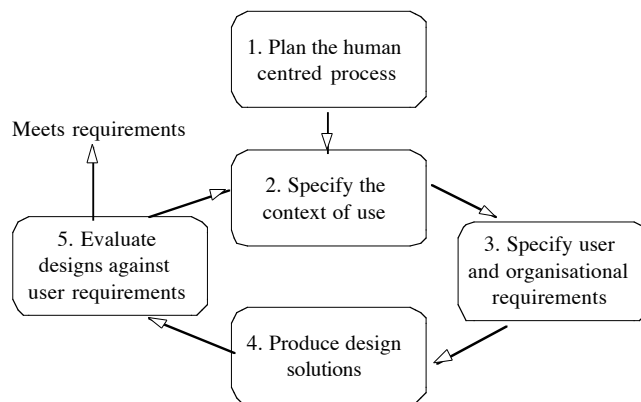 1. Plan the human
centred process
Meets requirements
2. Specify the
context of use
3. Specify user
and organisational
requirements
4. Produce design
solutions
5. Evaluate
designs against
user requirements